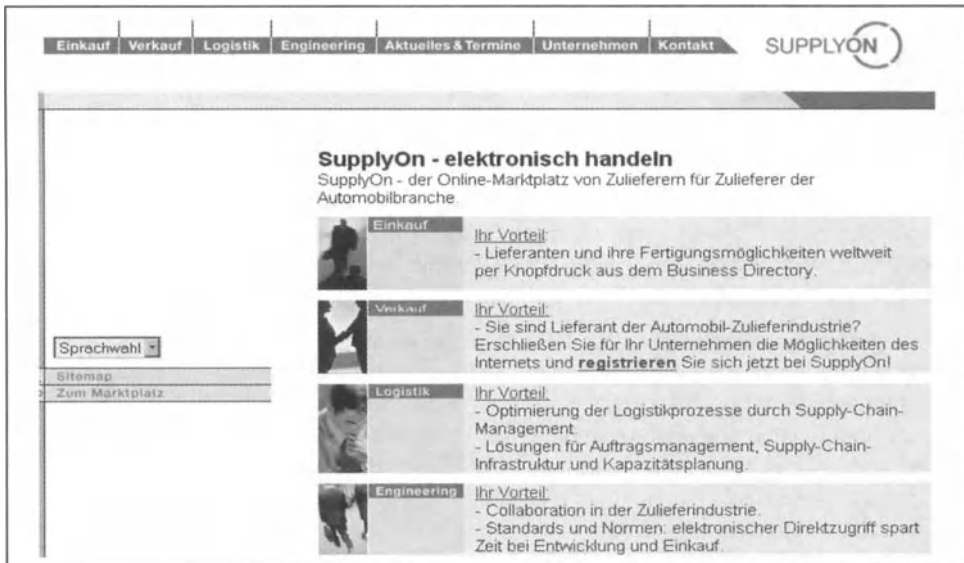 Einkauf Verkauf Logistik Engineering Aktuelles & Termine Unternehmen Kontakt
SUPPLYON
SupplyOn - elektronisch handeln
SupplyOn - der Online-Marktplatz von Zulieferern für Zulieferer der
Automobilbranche.
Einkauf
Ihr Vorteil:
- Lieferanten und ihre Fertigungsmöglichkeiten weltweit
per Knopfdruck aus dem Business Directory.
Verkauf
Ihr Vorteil:
- Sie sind Lieferant der Automobil-Zulieferindustrie?
Erschließen Sie für Ihr Unternehmen die Möglichkeiten des
Internets und registrieren Sie sich jetzt bei SupplyOn!
Sprachwahl
Sitemap
Zum Marktplatz
Logistik
Ihr Vorteil:
- Optimierung der Logistikprozesse durch Supply-Chain-
Management.
- Lösungen für Auftragsmanagement, Supply-Chain-
Infrastruktur und Kapazitätsplanung.
Engineering
Ihr Vorteil:
- Collaboration in der Zulieferindustrie.
- Standards und Normen: elektronischer Direktzugriff spart
Zeit bei Entwicklung und Einkauf.